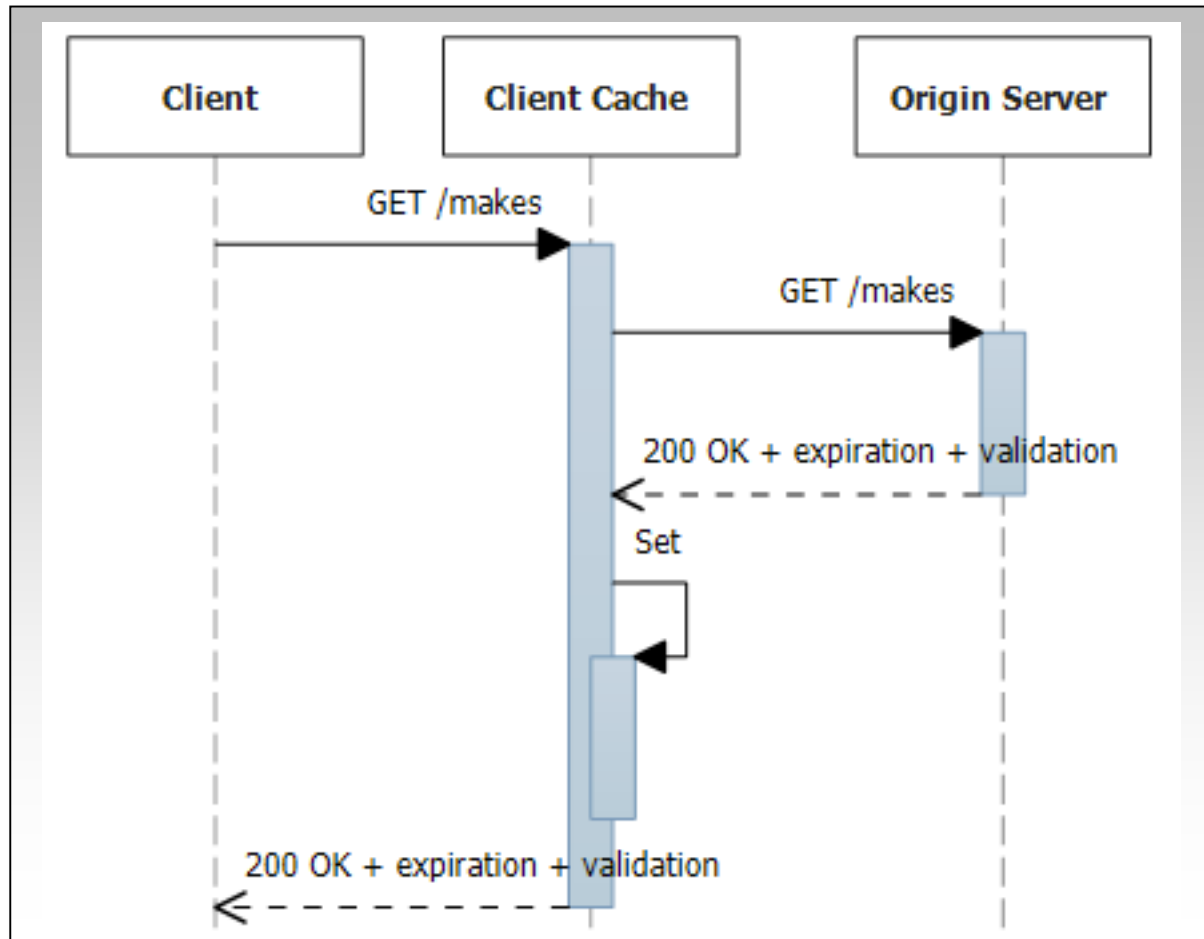 Client
Client Cache
Origin Server
GET /makes
GET /makes
200 OK + expiration + validation
Set
200 OK + expiration + validation